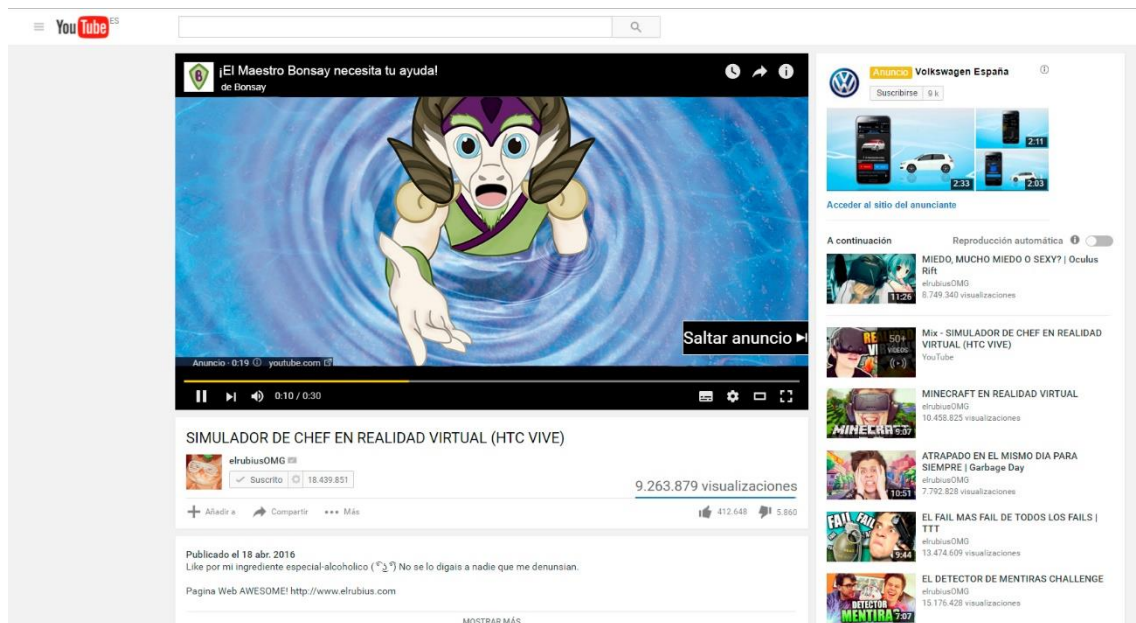 YouTube ES
¡El Maestro Bonsay necesita tu ayuda!
de Bonsay
B
Saltar anuncio
Anuncio · 0:19 youtube.com
0:10 / 0:30
SIMULADOR DE CHEF EN REALIDAD VIRTUAL (HTC VIVE)
elrubiusOMG
Suscrito 18.439.851
9.263.879 visualizaciones
Añadir a Compartir ••• Más
412.648 5.860
Publicado el 18 abr. 2016
Like por mi ingrediente especial-alcoholico ( ͡° ͜ʖ ͡°) No se lo digais a nadie que me denunsian.
Pagina Web AWESOME! http://www.elrubius.com
MOSTRAR MÁS
Anuncio Volkswagen España
Suscribirse 9 k
2:11
2:33
2:03
Acceder al sitio del anunciante
A continuación Reproducción automática
MIEDO, MUCHO MIEDO O SEXY? | Oculus
Rift
elrubiusOMG
8.749.340 visualizaciones
11:26
Mix - SIMULADOR DE CHEF EN REALIDAD
VIRTUAL (HTC VIVE)
YouTube
50+
VIDEOS
MINECRAFT EN REALIDAD VIRTUAL
elrubiusOMG
10.458.825 visualizaciones
MINECRA 9:07
ATRAPADO EN EL MISMO DIA PARA
SIEMPRE | Garbage Day
elrubiusOMG
7.792.828 visualizaciones
10:51
EL FAIL MAS FAIL DE TODOS LOS FAILS |
TTT
elrubiusOMG
13.474.609 visualizaciones
FAIL FAIL
9:44
EL DETECTOR DE MENTIRAS CHALLENGE
elrubiusOMG
15.176.428 visualizaciones
DETECTOR
MENTIRA 7:07